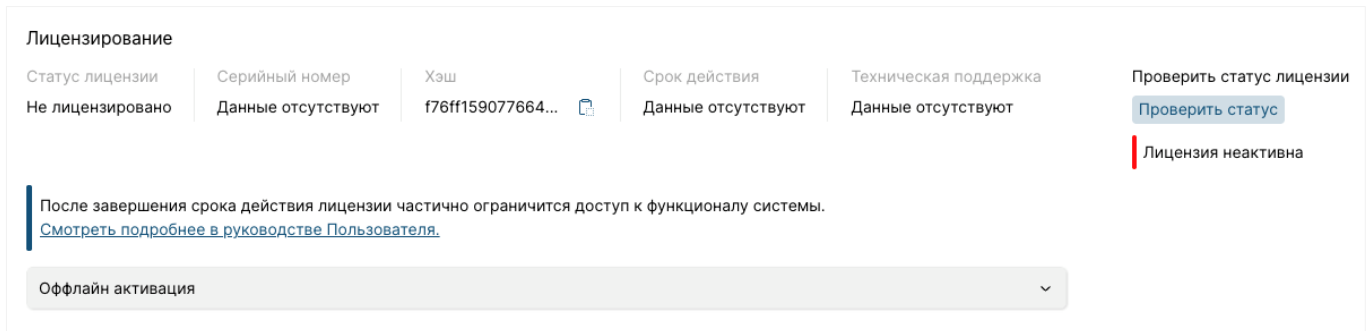 Лицензирование
Статус лицензии Серийный номер Хэш Срок действия Техническая поддержка Проверить статус лицензии
Не лицензировано Данные отсутствуют f76ff159077664... Данные отсутствуют Данные отсутствуют Проверить статус
Лицензия неактивна
После завершения срока действия лицензии частично ограничится доступ к функционалу системы.
Смотреть подробнее в руководстве Пользователя.
Оффлайн активация